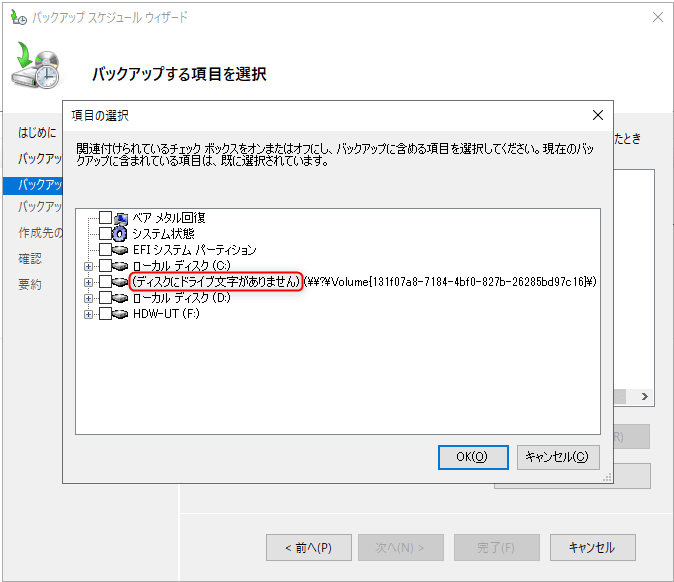 バックアップ スケジュール ウィザード
バックアップする項目を選択
はじめに
バックアッ
バックアッ
バックアッ
作成先の
確認
要約
たとき
項目の選択
関連付けられているチェック ボックスをオンまたはオフにし、バックアップに含める項目を選択してください。現在のバッ
クアップに含まれている項目は、既に選択されています。
ベア メタル回復
システム状態
EFI システム パーティション
ローカル ディスク (C:)
(ディスクにドライブ文字がありません) (¥¥?¥Volume{131f07a8-7184-4bf0-827b-26285bd97c16}¥)
ローカル ディスク (D:)
HDW-UT (F:)
OK(O)
キャンセル(C)
R)
< 前へ(P)
次へ(N) >
完了(F)
キャンセル